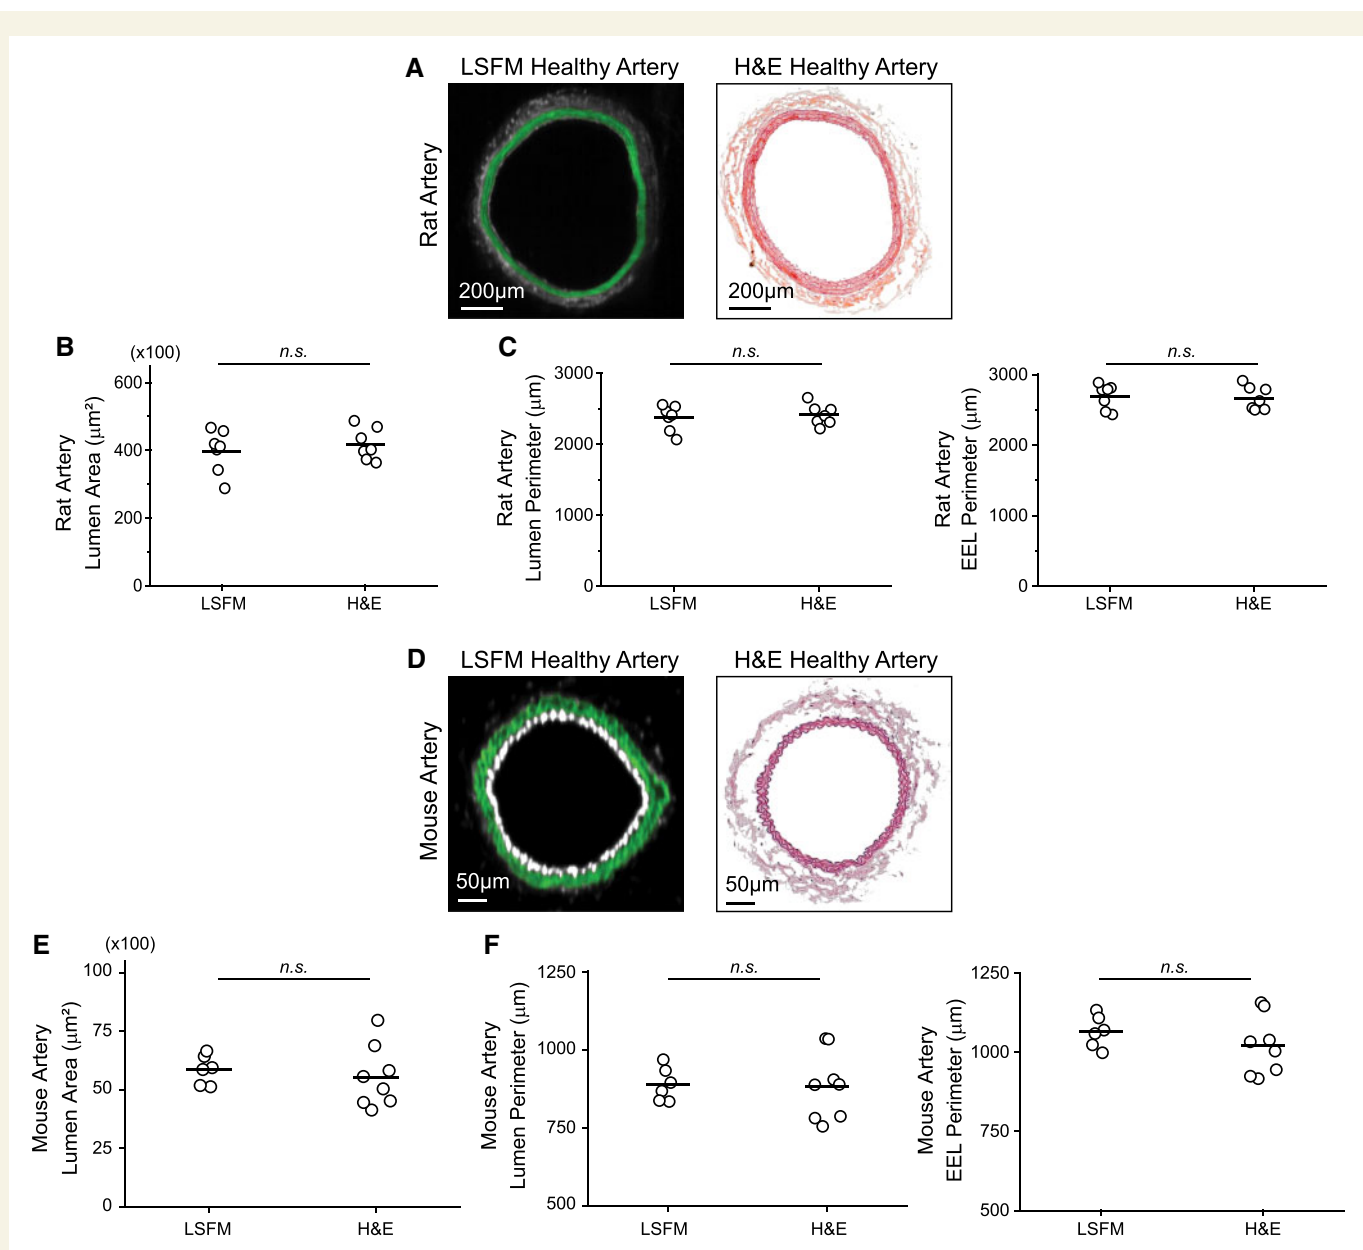 A LSFM Healthy Artery H&E Healthy Artery
Rat Artery
200µm
200µm
B
(x100)
n.s.
Rat Artery
Lumen Area (µm²)
600
400
200
0
LSFM H&E
C
n.s.
Rat Artery
Lumen Perimeter (µm)
3000
2000
1000
0
LSFM H&E
n.s.
Rat Artery
EEL Perimeter (µm)
3000
2000
1000
0
LSFM H&E
D LSFM Healthy Artery H&E Healthy Artery
Mouse Artery
50µm
50µm
E
(x100)
n.s.
Mouse Artery
Lumen Area (µm²)
100
75
50
25
0
LSFM H&E
F
n.s.
Mouse Artery
Lumen Perimeter (µm)
1250
1000
750
500
LSFM H&E
n.s.
Mouse Artery
EEL Perimeter (µm)
1250
1000
750
500
LSFM H&E